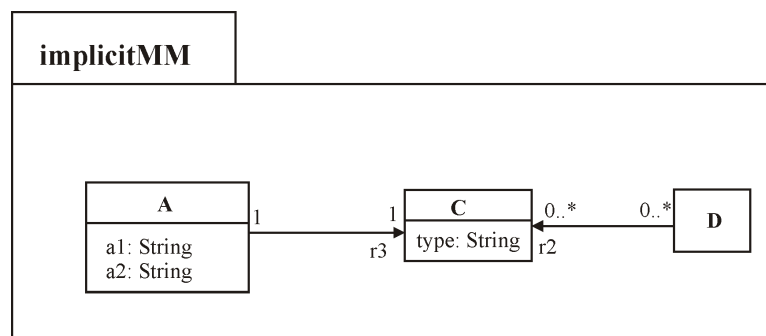 implicitMM
A
a1: String
a2: String
1
1
r3
C
type: String
0..*
r2
0..*
D